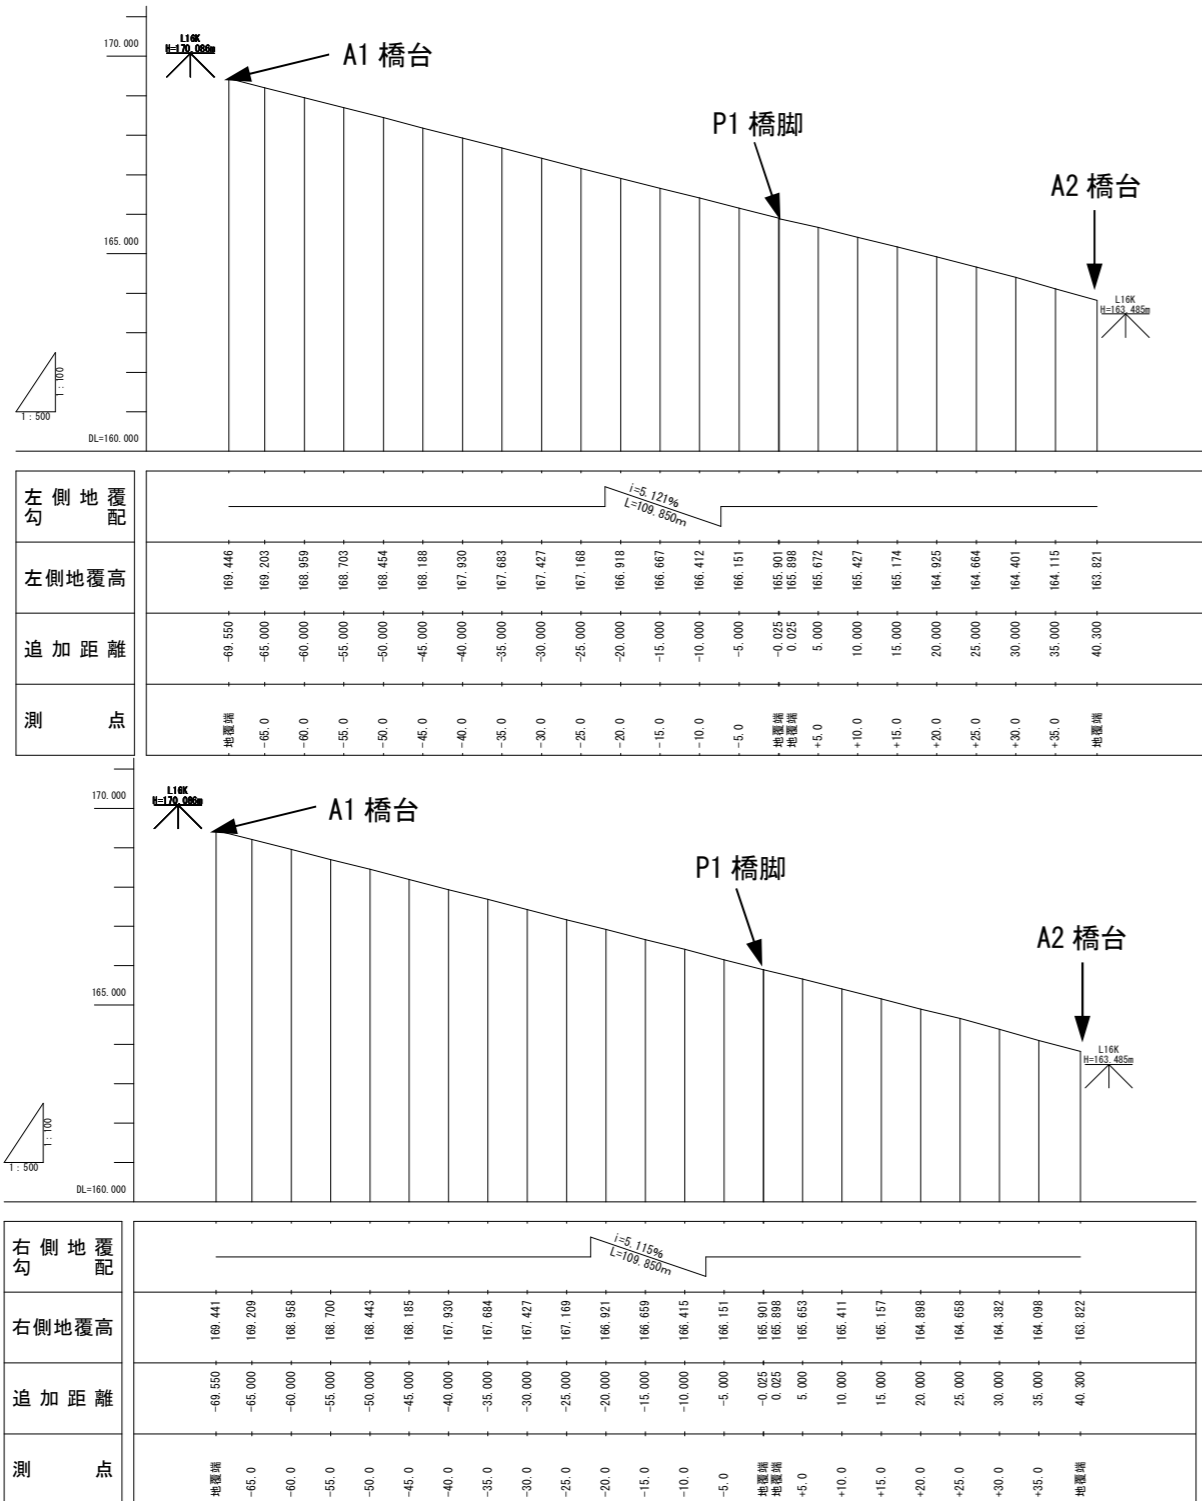 L16K
H=170.086m
170.000
A1 橋台
P1 橋脚
A2 橋台
165.000
L16K
H=163.485m
1:100
1:500
DL=160.000
左側地覆勾配
i=5.121%
L=109.850m
左側地覆高
169.446 169.203 168.959 168.703 168.454 168.188 167.930 167.683 167.427 167.168 166.918 166.667 166.412 166.151 165.901 165.898 165.672 165.427 165.174 164.925 164.664 164.401 164.115 163.821
追加距離
-69.550 -65.000 -60.000 -55.000 -50.000 -45.000 -40.000 -35.000 -30.000 -25.000 -20.000 -15.000 -10.000 -5.000 -0.025 0.025 5.000 10.000 15.000 20.000 25.000 30.000 35.000 40.300
測点
地覆端 -65.0 -60.0 -55.0 -50.0 -45.0 -40.0 -35.0 -30.0 -25.0 -20.0 -15.0 -10.0 -5.0 地覆端 地覆端 +5.0 +10.0 +15.0 +20.0 +25.0 +30.0 +35.0 地覆端
L16K
H=170.086m
170.000
A1 橋台
P1 橋脚
A2 橋台
165.000
L16K
H=163.485m
1:100
1:500
DL=160.000
右側地覆勾配
i=5.115%
L=109.850m
右側地覆高
169.441 169.209 168.958 168.700 168.443 168.185 167.930 167.684 167.427 167.169 166.921 166.659 166.415 166.151 165.901 165.898 165.653 165.411 165.157 164.898 164.658 164.382 164.098 163.822
追加距離
-69.550 -65.000 -60.000 -55.000 -50.000 -45.000 -40.000 -35.000 -30.000 -25.000 -20.000 -15.000 -10.000 -5.000 -0.025 0.025 5.000 10.000 15.000 20.000 25.000 30.000 35.000 40.300
測点
地覆端 -65.0 -60.0 -55.0 -50.0 -45.0 -40.0 -35.0 -30.0 -25.0 -20.0 -15.0 -10.0 -5.0 地覆端 地覆端 +5.0 +10.0 +15.0 +20.0 +25.0 +30.0 +35.0 地覆端